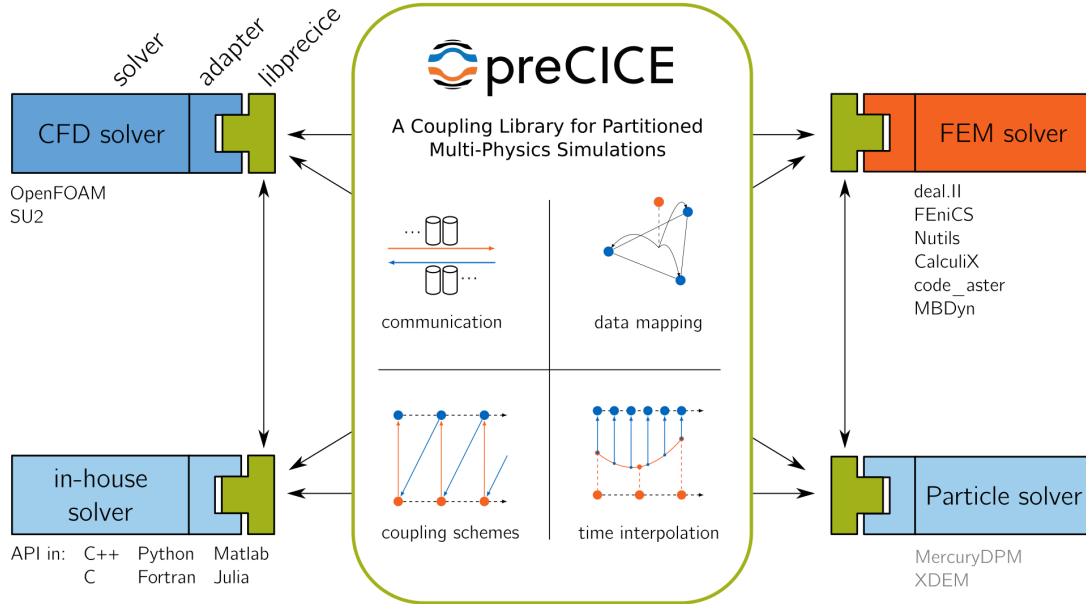 solver
adapter
libprecice
CFD solver
OpenFOAM
SU2
preCICE
A Coupling Library for Partitioned
Multi-Physics Simulations
...
...
communication
data mapping
coupling schemes
time interpolation
FEM solver
deal.II
FEniCS
Nutils
CalculiX
code_aster
MBDyn
in-house
solver
API in: C++ Python Matlab
C Fortran Julia
Particle solver
MercuryDPM
XDEM